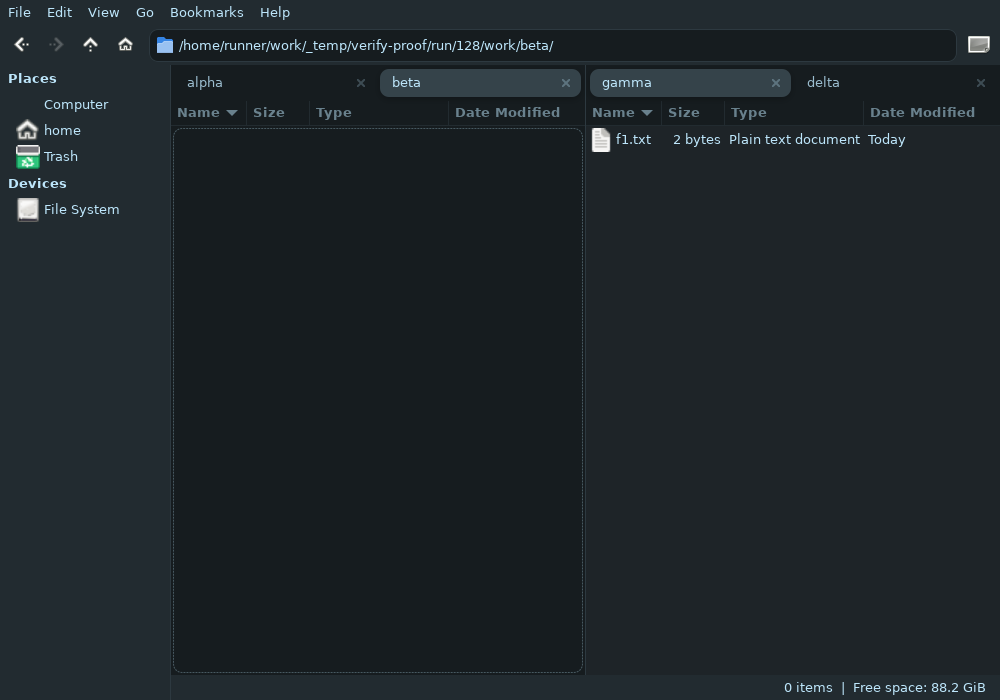 File Edit View Go Bookmarks Help
/home/runner/work/_temp/verify-proof/run/128/work/beta/
Places
Computer
home
Trash
Devices
File System
alpha
beta
gamma
delta
Name Size Type Date Modified
Name Size Type Date Modified
f1.txt 2 bytes Plain text document Today
0 items | Free space: 88.2 GiB